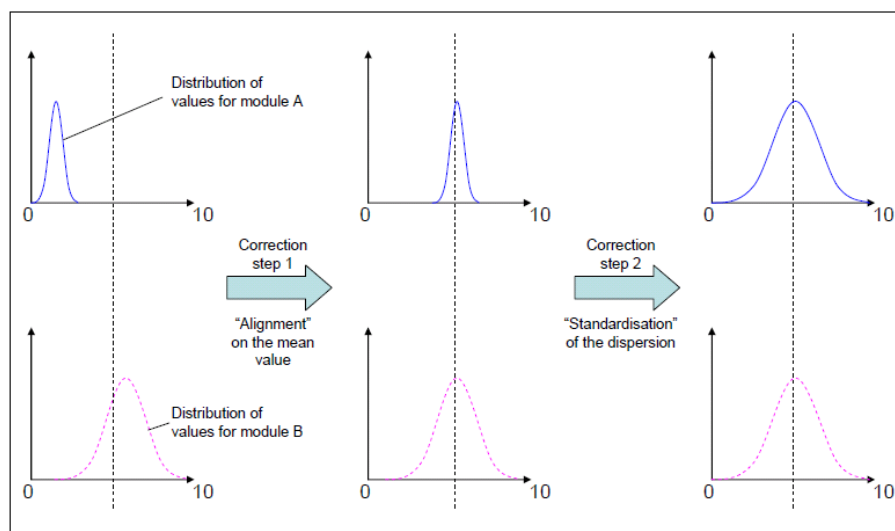 Distribution of
values for module A
0
10
0
10
0
10
Correction
step 1
“Alignment”
on the mean
value
Correction
step 2
“Standardisation”
of the dispersion
Distribution of
values for module B
0
10
0
10
0
10